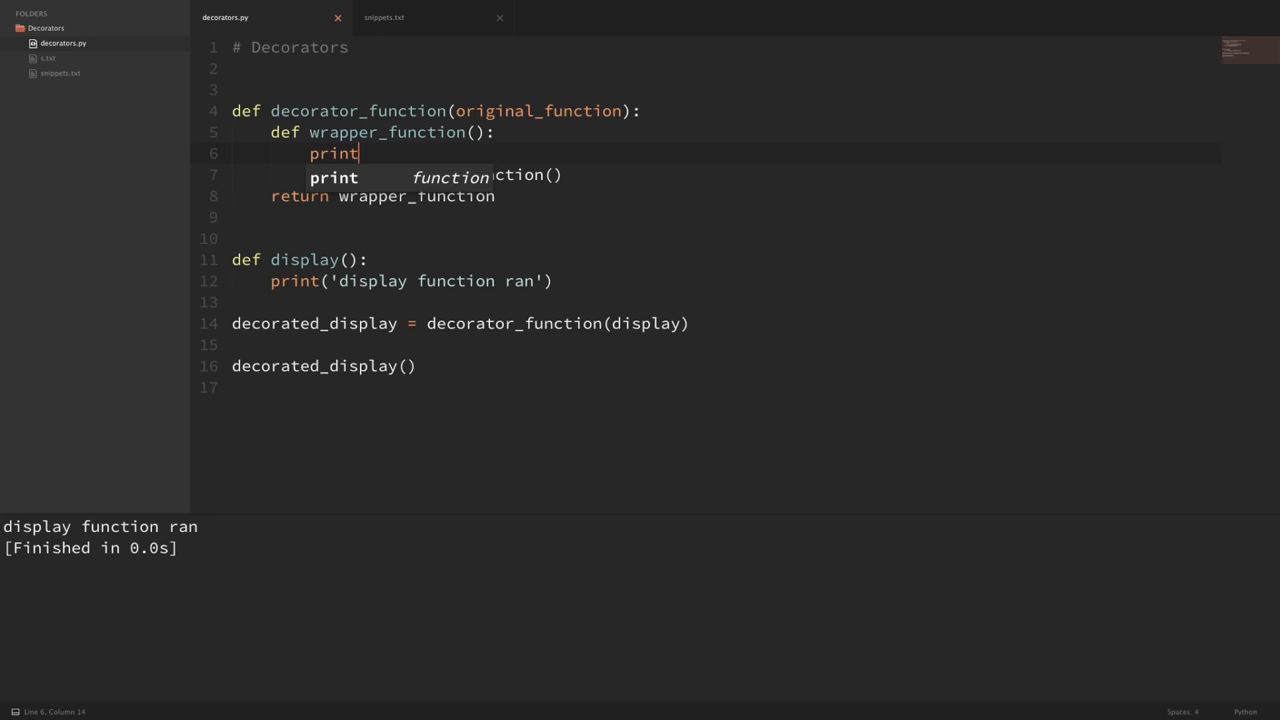 FOLDERS
Decorators
decorators.py
s.txt
snippets.txt
decorators.py
snippets.txt
1 # Decorators
2
3
4 def decorator_function(original_function):
5     def wrapper_function():
6         print
print function
7 ction()
8     return wrapper_function
9
10
11 def display():
12     print('display function ran')
13
14 decorated_display = decorator_function(display)
15
16 decorated_display()
17
display function ran
[Finished in 0.0s]
Line 6, Column 14
Spaces: 4
Python